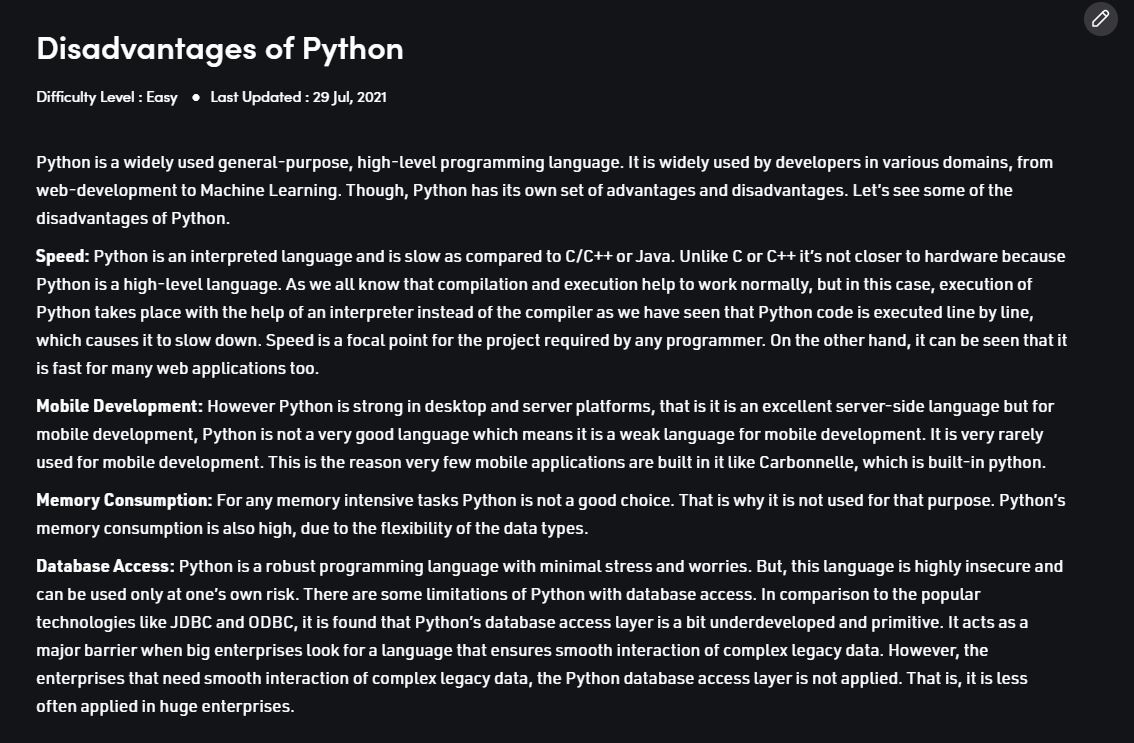 Disadvantages of Python
Difficulty Level : Easy ● Last Updated : 29 Jul, 2021
Python is a widely used general-purpose, high-level programming language. It is widely used by developers in various domains, from
web-development to Machine Learning. Though, Python has its own set of advantages and disadvantages. Let's see some of the
disadvantages of Python.
Speed: Python is an interpreted language and is slow as compared to C/C++ or Java. Unlike C or C++ it's not closer to hardware because
Python is a high-level language. As we all know that compilation and execution help to work normally, but in this case, execution of
Python takes place with the help of an interpreter instead of the compiler as we have seen that Python code is executed line by line,
which causes it to slow down. Speed is a focal point for the project required by any programmer. On the other hand, it can be seen that it
is fast for many web applications too.
Mobile Development: However Python is strong in desktop and server platforms, that is it is an excellent server-side language but for
mobile development, Python is not a very good language which means it is a weak language for mobile development. It is very rarely
used for mobile development. This is the reason very few mobile applications are built in it like Carbonnelle, which is built-in python.
Memory Consumption: For any memory intensive tasks Python is not a good choice. That is why it is not used for that purpose. Python's
memory consumption is also high, due to the flexibility of the data types.
Database Access: Python is a robust programming language with minimal stress and worries. But, this language is highly insecure and
can be used only at one's own risk. There are some limitations of Python with database access. In comparison to the popular
technologies like JDBC and ODBC, it is found that Python's database access layer is a bit underdeveloped and primitive. It acts as a
major barrier when big enterprises look for a language that ensures smooth interaction of complex legacy data. However, the
enterprises that need smooth interaction of complex legacy data, the Python database access layer is not applied. That is, it is less
often applied in huge enterprises.